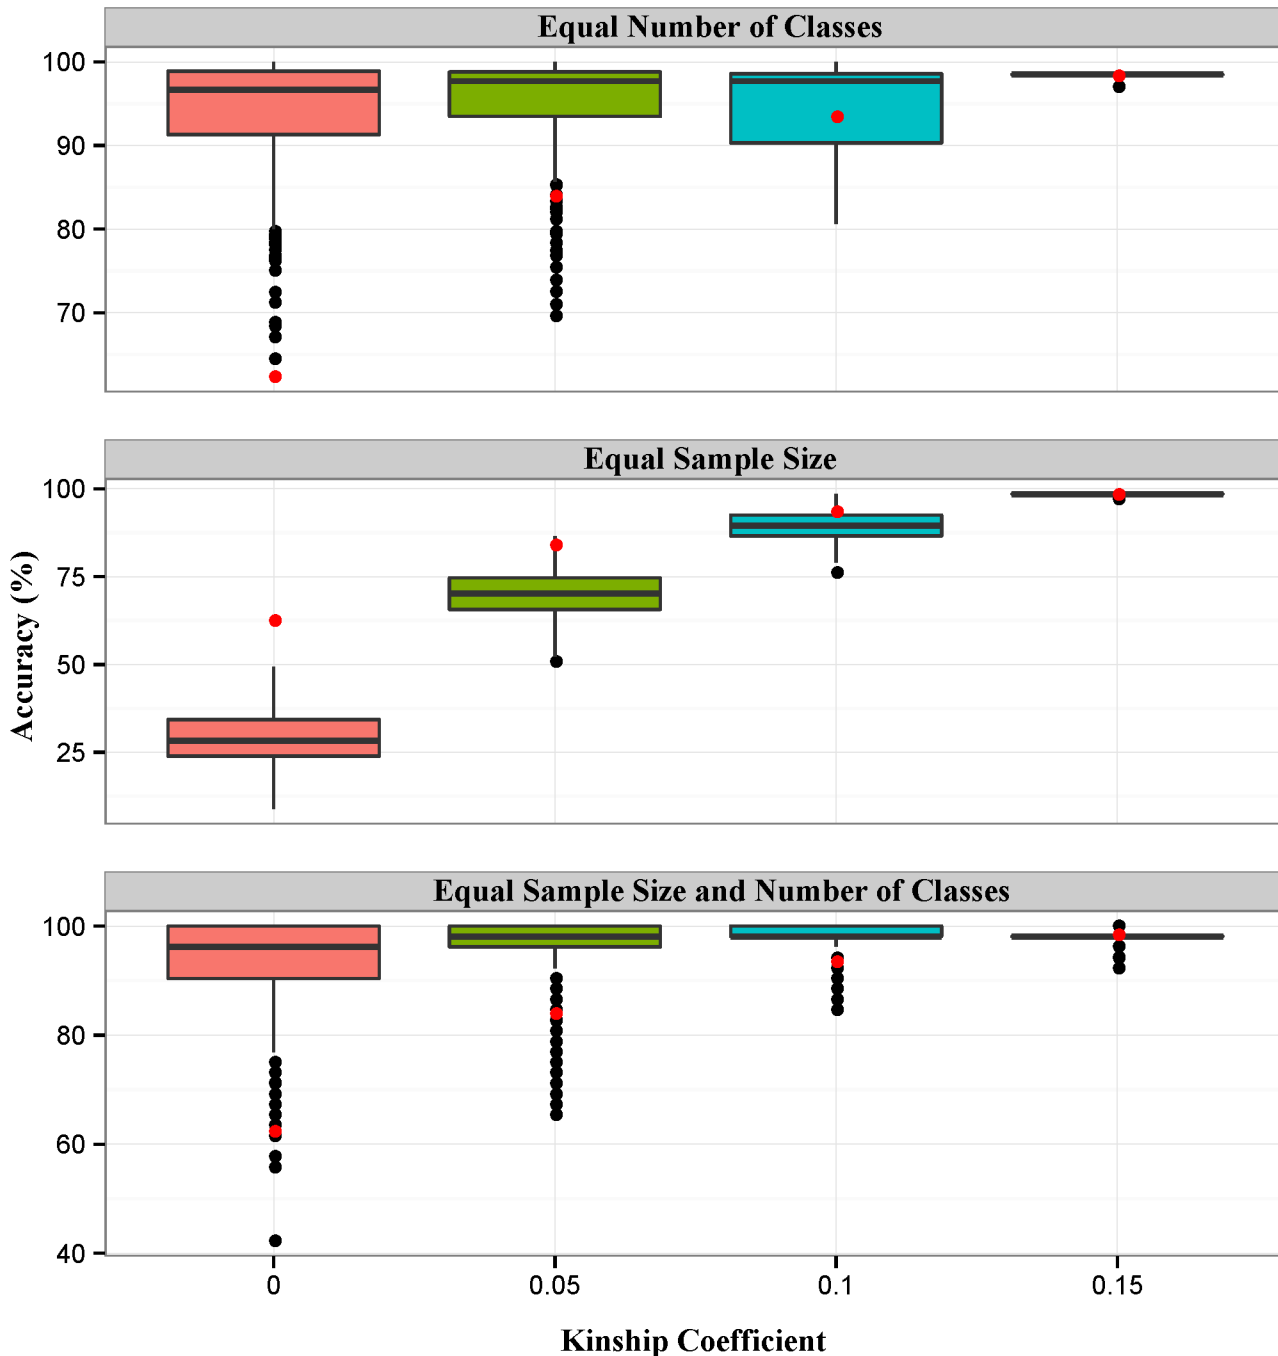 Equal Number of Classes
100
90
80
70
Equal Sample Size
100
75
50
25
Accuracy (%)
Equal Sample Size and Number of Classes
100
80
60
40
0 0.05 0.1 0.15
Kinship Coefficient